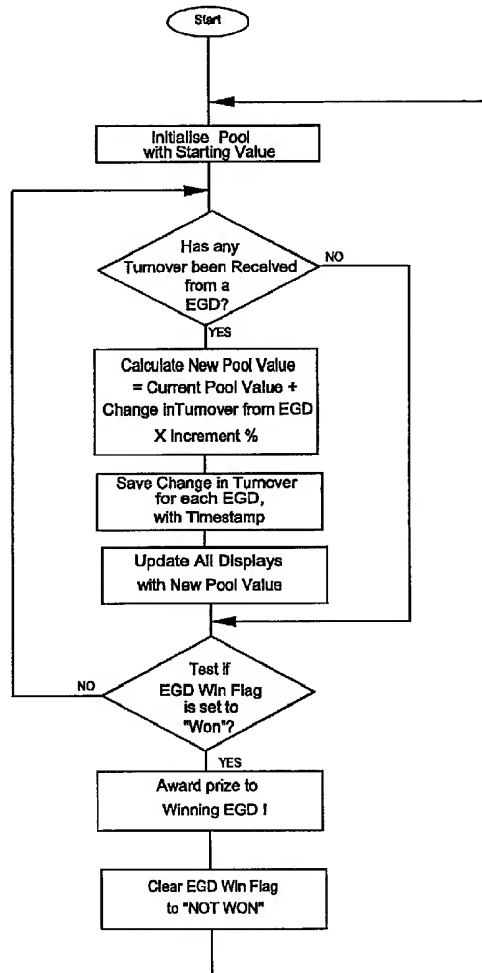 Start
Initialise Pool
with Starting Value
Has any
Turnover been Received
from a
EGD?
NO
YES
Calculate New Pool Value
= Current Pool Value +
Change inTurnover from EGD
X Increment %
Save Change in Turnover
for each EGD,
with Timestamp
Update All Displays
with New Pool Value
Test if
EGD Win Flag
is set to
"Won"?
NO
YES
Award prize to
Winning EGD !
Clear EGD Win Flag
to "NOT WON"